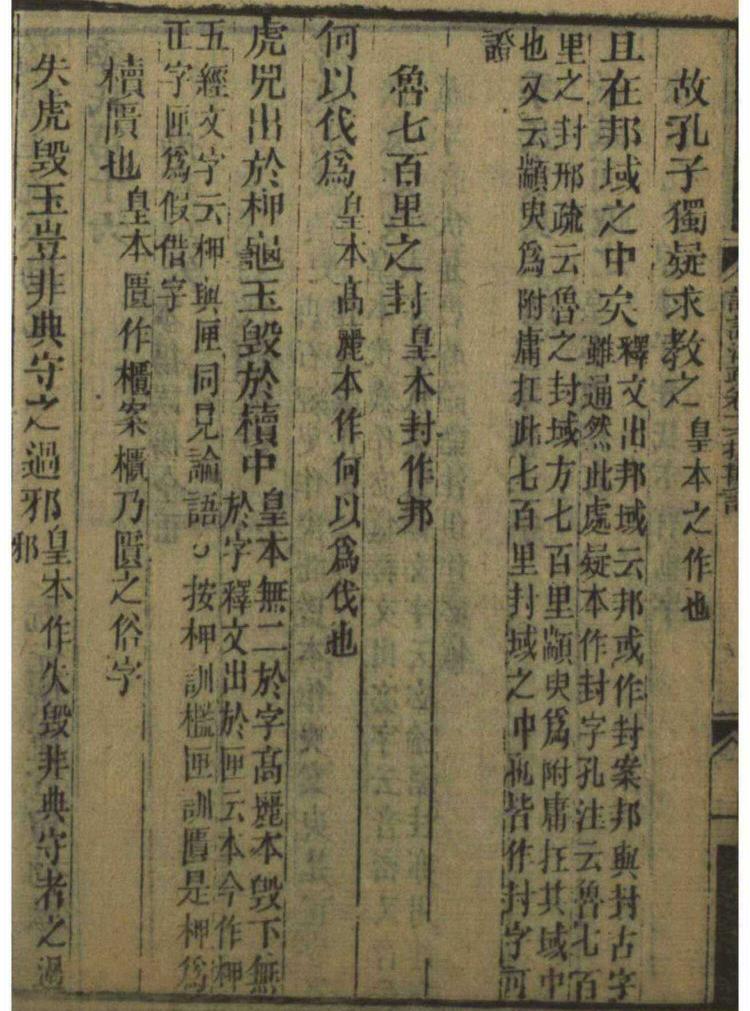 故孔子獨疑求教之皇本之作也
且在邦域之中矣釋文出邦域云邦或作封案邦與封古字
雖通然此處疑本作封字孔注云魯七百
里之封邢疏云魯之封域方七百里顓臾爲附庸在其域中
也又云顓臾爲附庸在此七百里封域之中並皆作封字可
證
魯七百里之封皇本封作邦
何以伐爲皇本高麗本作何以爲伐也
虎兕出於柙龜玉毀於櫝中皇本無二於字高麗本毀下無
於字釋文出於匣云本今作柙
五經文字云柙與匣同見論語○按柙訓檻匣訓匱是柙爲
正字匣爲假借字
櫝匱也皇本匱作櫃案櫃乃匱之俗字
失虎毀玉豈非典守之過邪皇本作失毀非典守者之過
邪